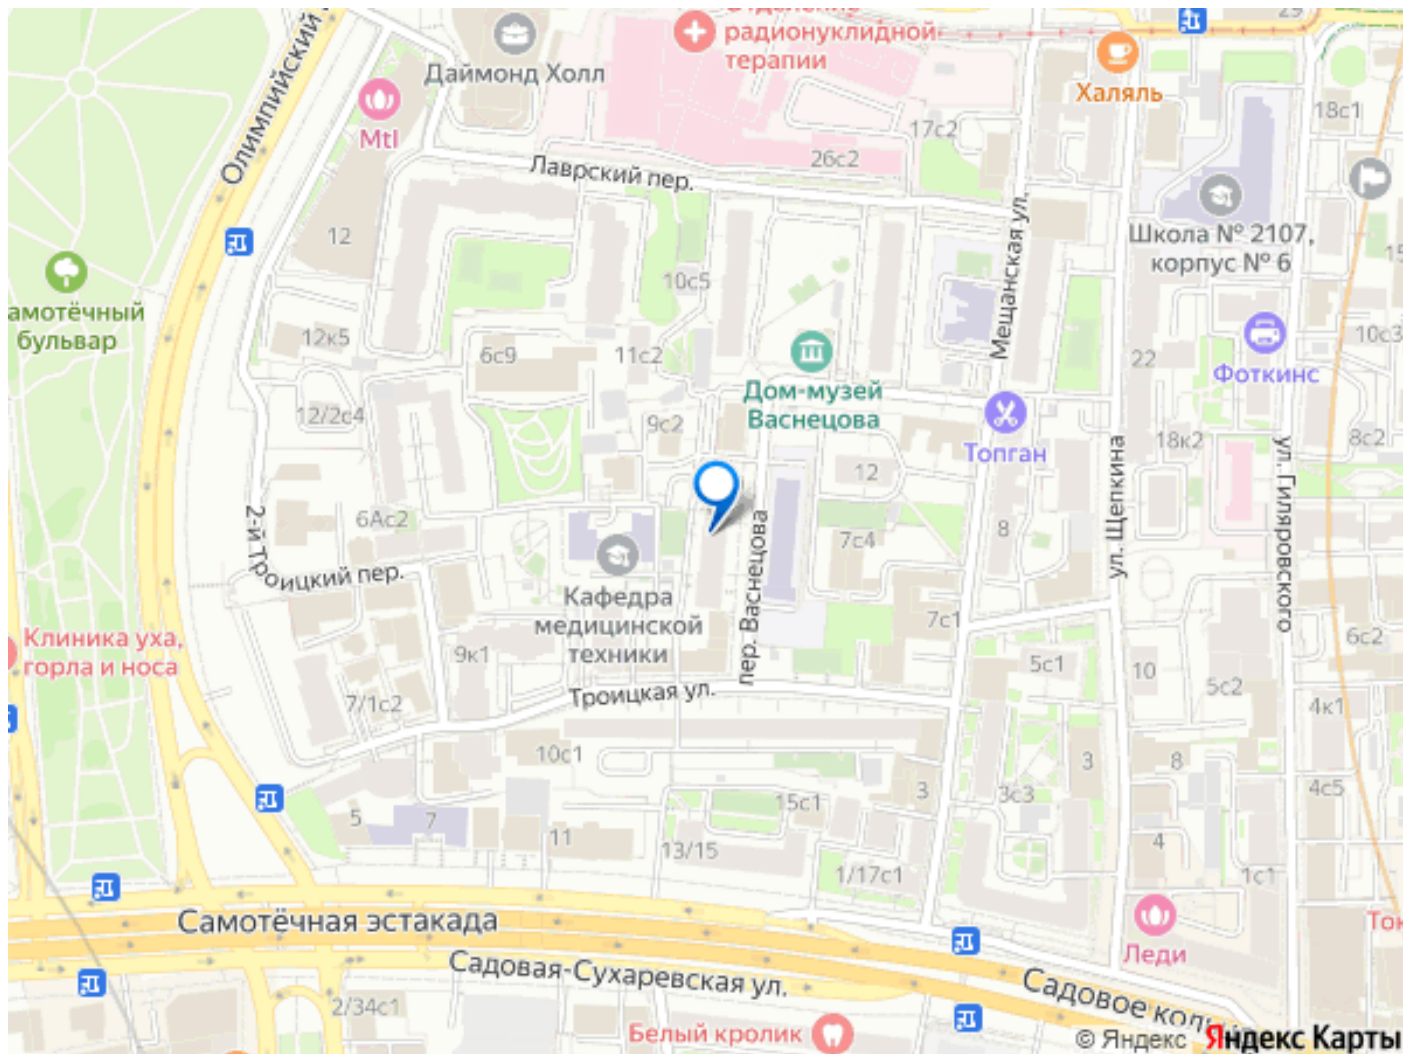 Олимпийский
Отделение
радионуклидной
терапии
29
Даймонд Холл
Халяль
Mtl
17с2
18с1
26с2
Лаврский пер.
12
Мещанская ул.
Школа № 2107,
корпус № 6
10с5
амотёчный
бульвар
12к5
6с9
11с2
22
10с3
Фоткинс
Дом-музей
Васнецова
12/2с4
9с2
Топган
18к2
8с2
12
ул. Щепкина
ул. Гиляровского
2-й Троицкий пер.
6Ас2
пер. Васнецова
7с4
8
Кафедра
медицинской
техники
7с1
Клиника уха,
горла и носа
9к1
6с2
5с1
10
5с2
Троицкая ул.
7/1с2
4к1
10с1
3
8
3
3с3
15с1
4с5
5
7
11
13/15
4
1/17с1
1с1
Самотёчная эстакада
Ток
Леди
Садовая-Сухаревская ул.
Садовое кольц
2/34с1
Белый кролик
© Яндекс Яндекс Карты